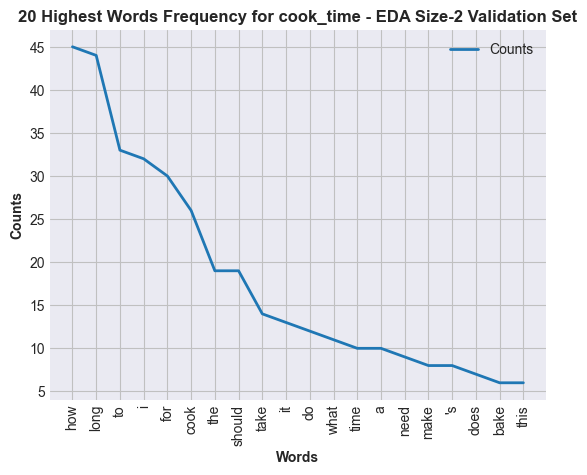 20 Highest Words Frequency for cook_time - EDA Size-2 Validation Set
Counts
45
40
35
30
25
20
15
10
5
Counts
how
long
to
i
for
cook
the
should
take
it
do
what
time
a
need
make
's
does
bake
this
Words